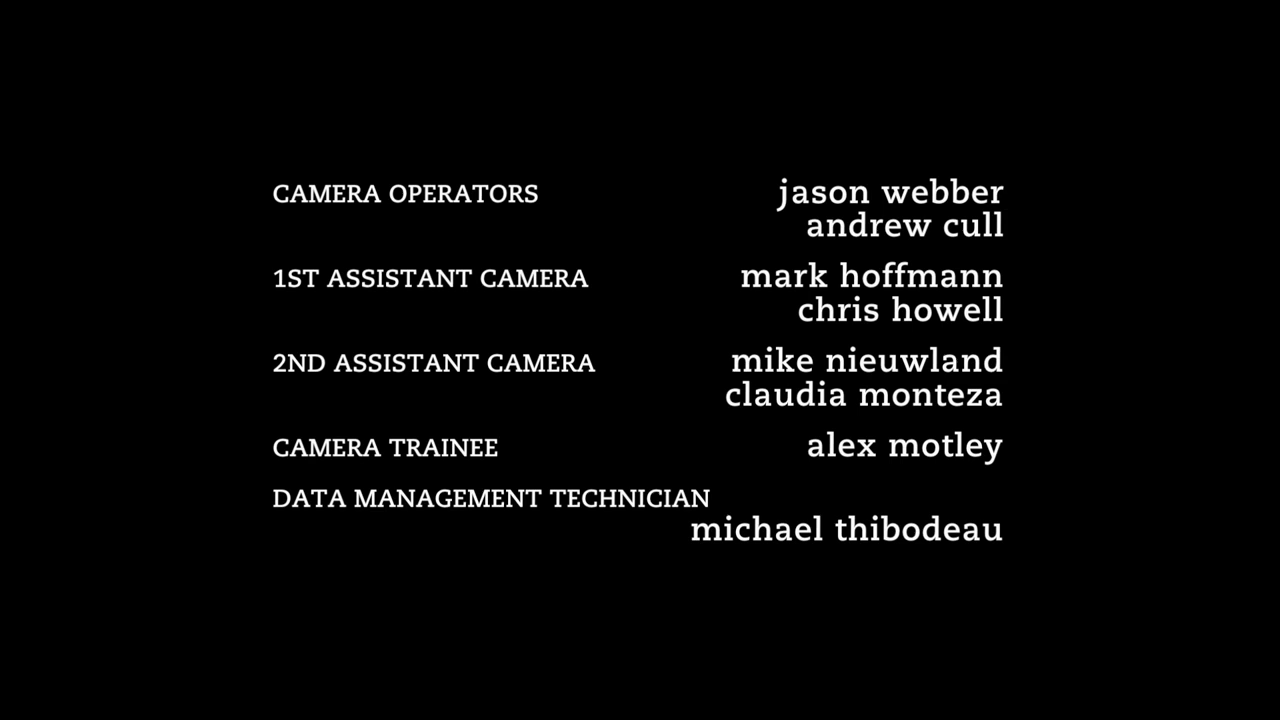 CAMERA OPERATORS jason webber
andrew cull
1ST ASSISTANT CAMERA mark hoffmann
chris howell
2ND ASSISTANT CAMERA mike nieuwland
claudia monteza
CAMERA TRAINEE alex motley
DATA MANAGEMENT TECHNICIAN
michael thibodeau